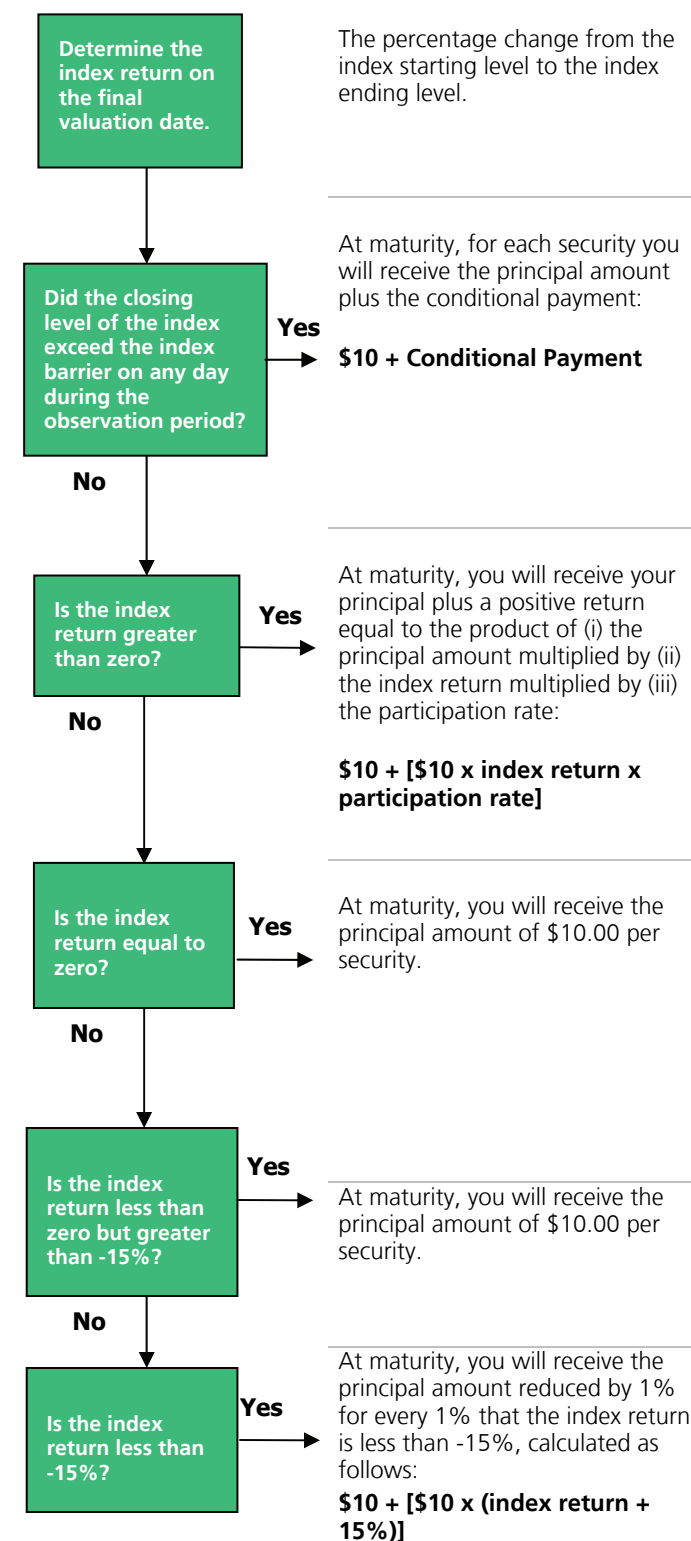 Determine the
index return on
the final
valuation date.
The percentage change from the
index starting level to the index
ending level.
Did the closing
level of the index
exceed the index
barrier on any day
during the
observation period?
Yes
At maturity, for each security you
will receive the principal amount
plus the conditional payment:
$10 + Conditional Payment
No
Is the index
return greater
than zero?
Yes
At maturity, you will receive your
principal plus a positive return
equal to the product of (i) the
principal amount multiplied by (ii)
the index return multiplied by (iii)
the participation rate:
$10 + [$10 x index return x
participation rate]
No
Is the index
return equal to
zero?
Yes
At maturity, you will receive the
principal amount of $10.00 per
security.
No
Is the index
return less than
zero but greater
than -15%?
Yes
At maturity, you will receive the
principal amount of $10.00 per
security.
No
Is the index
return less than
-15%?
Yes
At maturity, you will receive the
principal amount reduced by 1%
for every 1% that the index return
is less than -15%, calculated as
follows:
$10 + [$10 x (index return +
15%)]